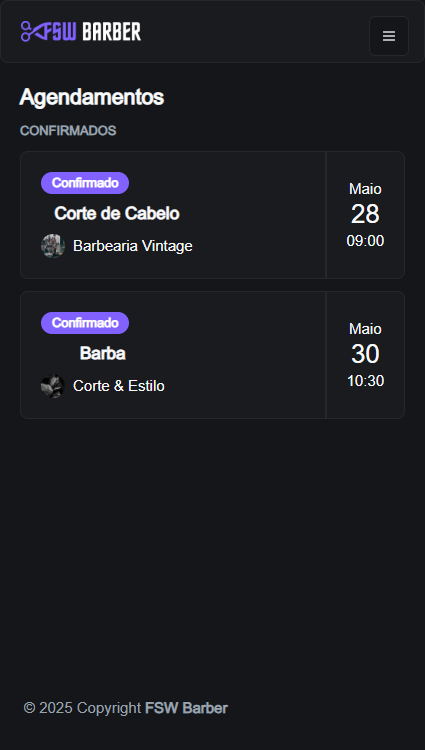 FSW BARBER
Agendamentos
CONFIRMADOS
Confirmado
Corte de Cabelo
Barbearia Vintage
Maio
28
09:00
Confirmado
Barba
Corte & Estilo
Maio
30
10:30
© 2025 Copyright FSW Barber